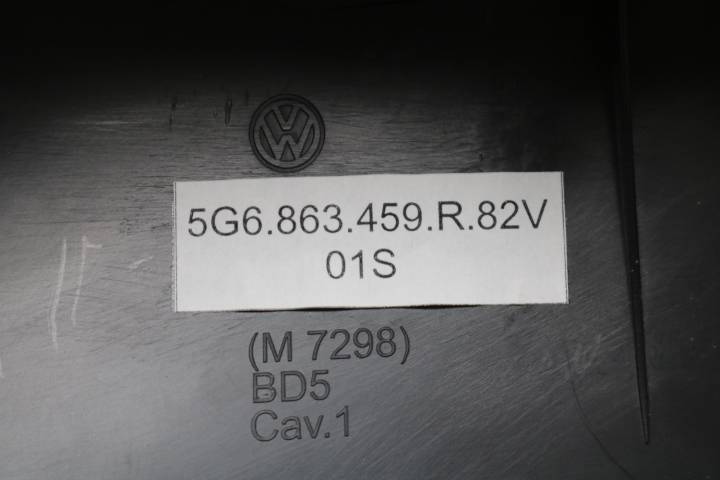 VW
5G6.863.459.R.82V
01S
(M 7298)
BD5
Cav.1